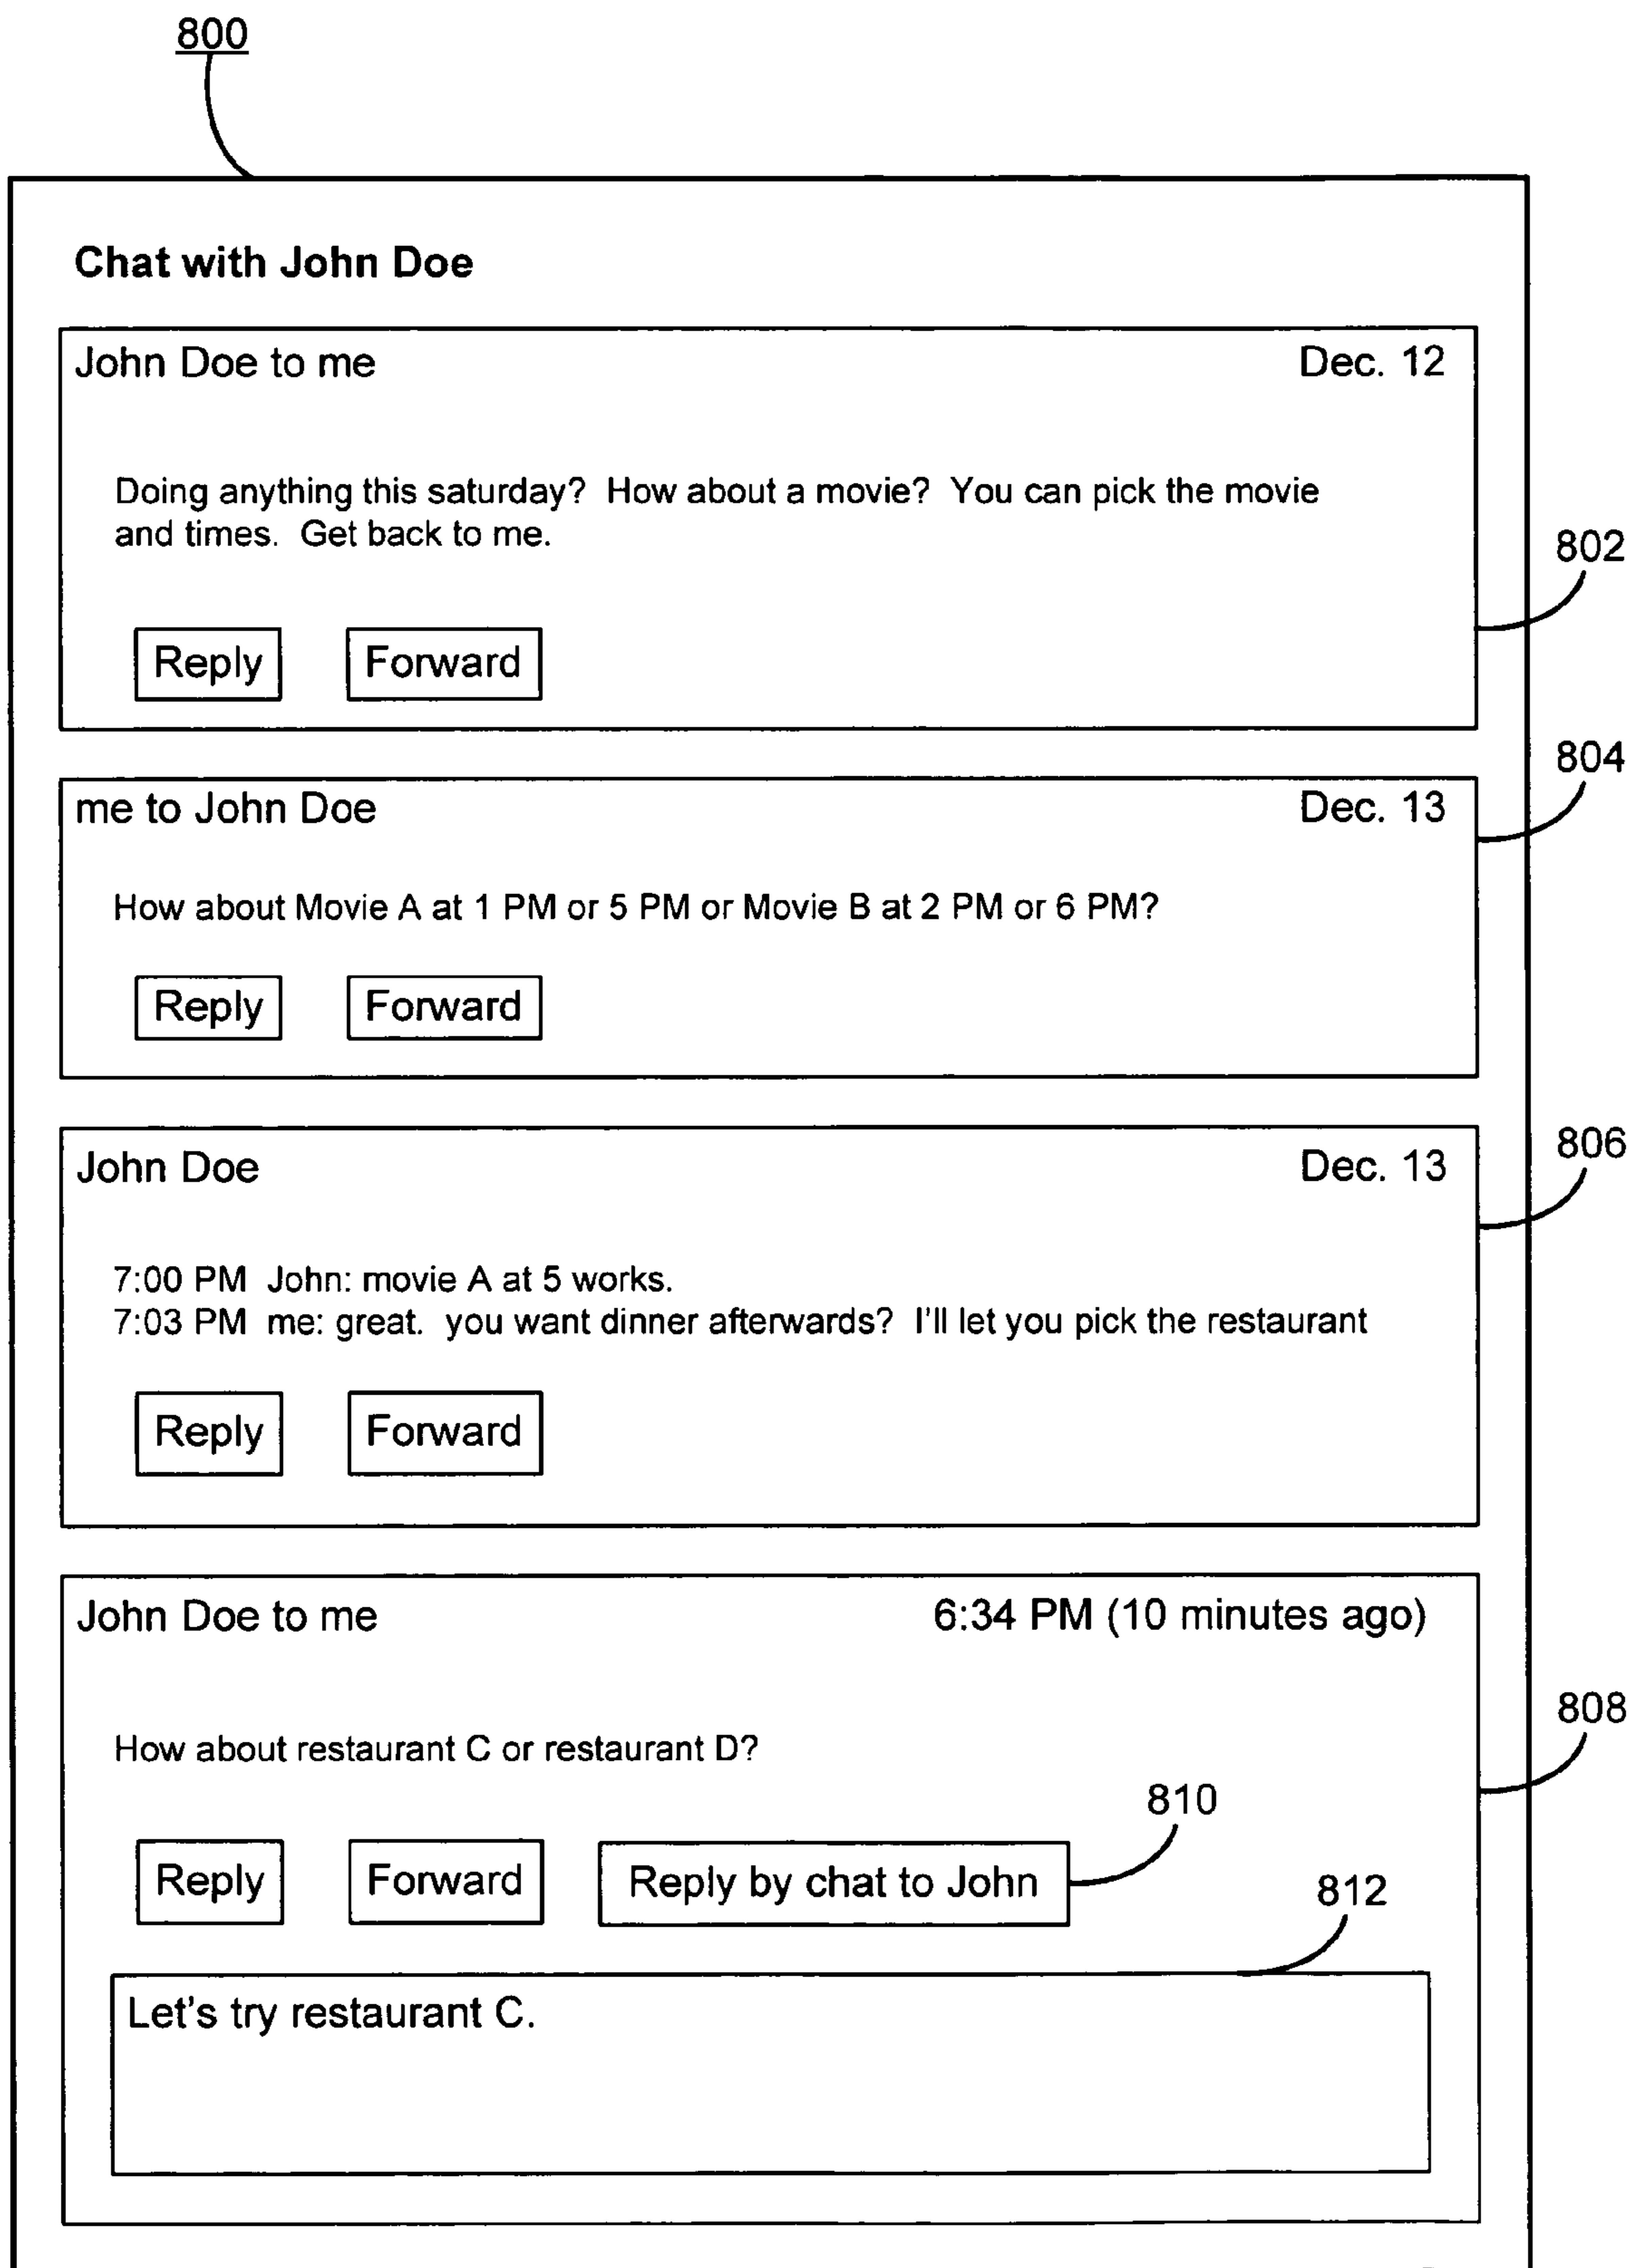 800
Chat with John Doe
John Doe to me Dec. 12
Doing anything this saturday? How about a movie? You can pick the movie
and times. Get back to me.
802
Reply Forward
804
me to John Doe Dec. 13
How about Movie A at 1 PM or 5 PM or Movie B at 2 PM or 6 PM?
Reply Forward
806
John Doe Dec. 13
7:00 PM John: movie A at 5 works.
7:03 PM me: great. you want dinner afterwards? I'll let you pick the restaurant
Reply Forward
John Doe to me 6:34 PM (10 minutes ago)
808
How about restaurant C or restaurant D?
810
Reply Forward Reply by chat to John
812
Let's try restaurant C.